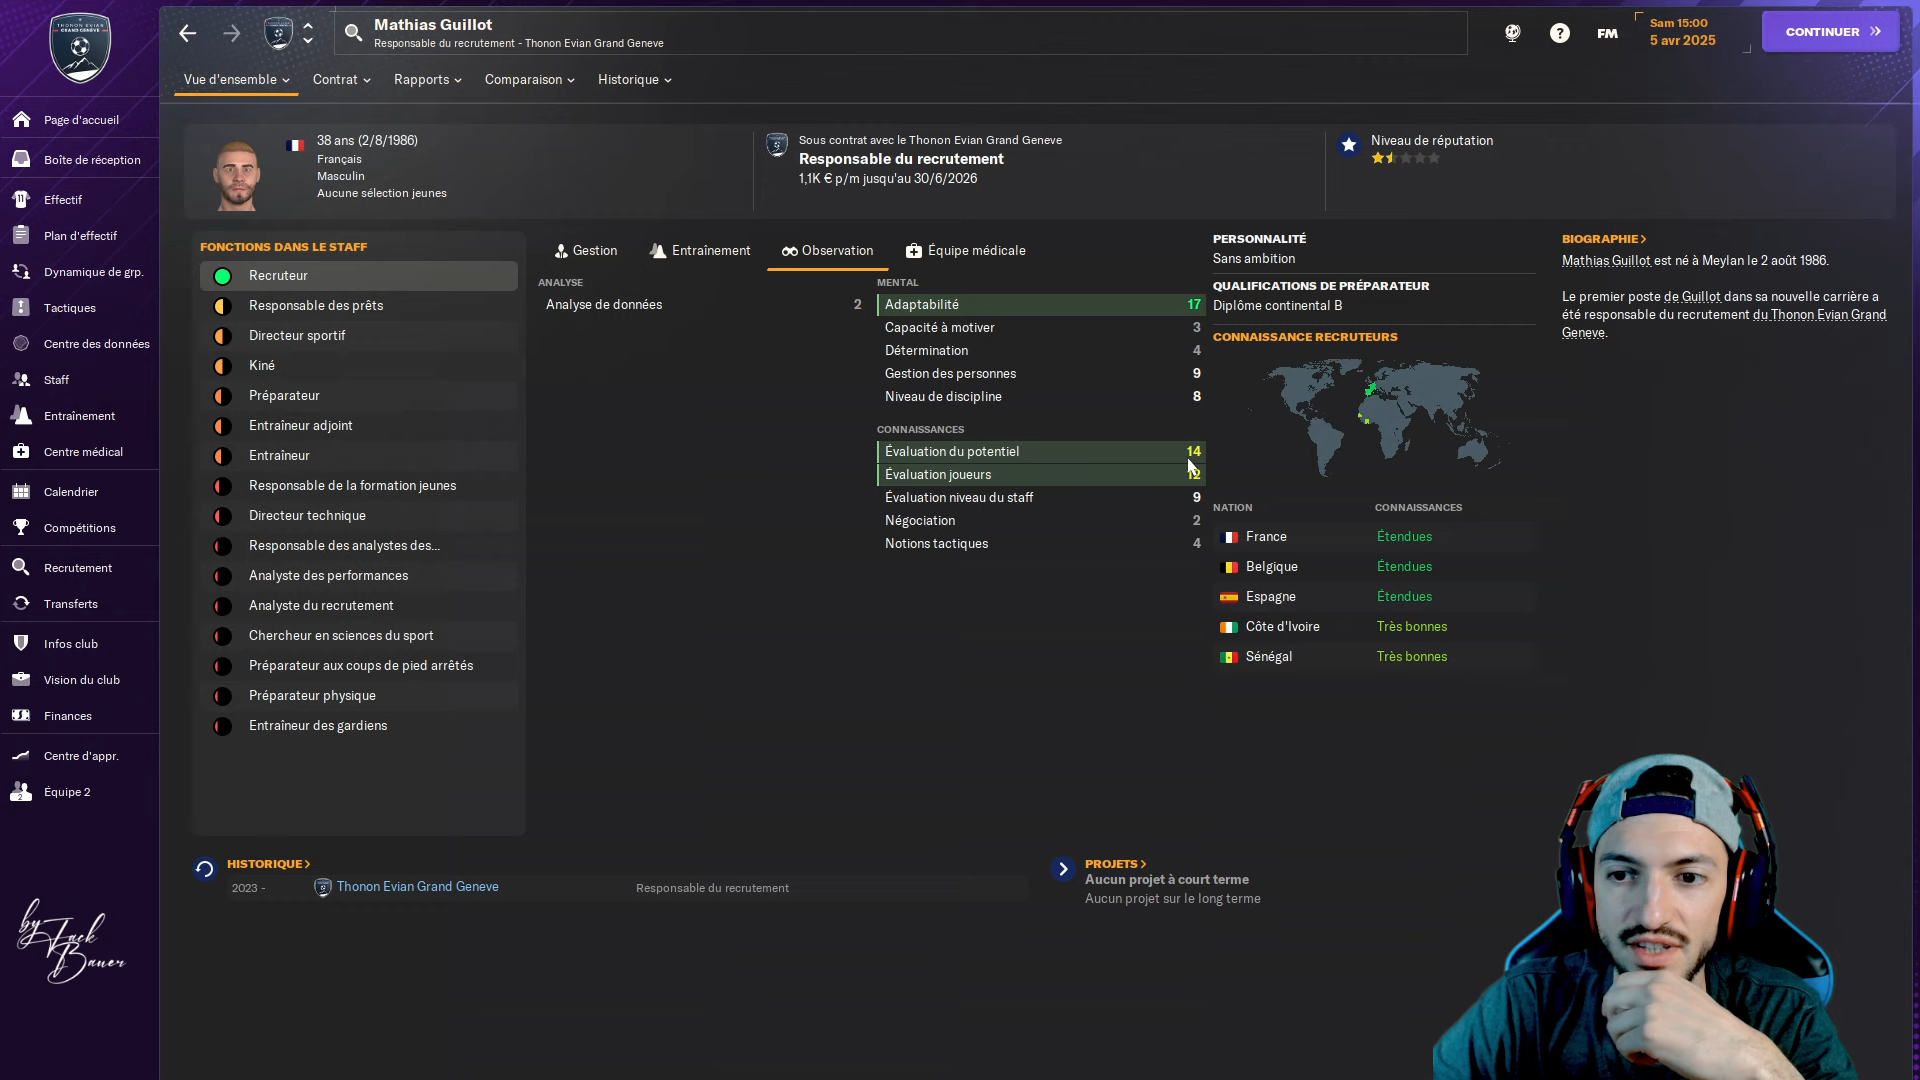 THONON EVIAN
GRAND GENÈVE
Mathias Guillot
Responsable du recrutement - Thonon Evian Grand Geneve
?
FM
Sam 15:00
5 avr 2025
CONTINUER
Vue d'ensemble
Contrat
Rapports
Comparaison
Historique
Page d'accueil
Boîte de réception
Effectif
Plan d'effectif
Dynamique de grp.
Tactiques
Centre des données
Staff
Entraînement
Centre médical
Calendrier
Compétitions
Recrutement
Transferts
Infos club
Vision du club
Finances
Centre d'appr.
Équipe 2
by Jack Bauer
38 ans (2/8/1986)
Français
Masculin
Aucune sélection jeunes
Sous contrat avec le Thonon Evian Grand Geneve
Responsable du recrutement
1,1K € p/m jusqu'au 30/6/2026
Niveau de réputation
FONCTIONS DANS LE STAFF
Recruteur
Responsable des prêts
Directeur sportif
Kiné
Préparateur
Entraîneur adjoint
Entraîneur
Responsable de la formation jeunes
Directeur technique
Responsable des analystes des...
Analyste des performances
Analyste du recrutement
Chercheur en sciences du sport
Préparateur aux coups de pied arrêtés
Préparateur physique
Entraîneur des gardiens
Gestion
Entraînement
Observation
Équipe médicale
ANALYSE
Analyse de données 2
MENTAL
Adaptabilité 17
Capacité à motiver 3
Détermination 4
Gestion des personnes 9
Niveau de discipline 8
CONNAISSANCES
Évaluation du potentiel 14
Évaluation joueurs 12
Évaluation niveau du staff 9
Négociation 2
Notions tactiques 4
PERSONNALITÉ
Sans ambition
QUALIFICATIONS DE PRÉPARATEUR
Diplôme continental B
CONNAISSANCE RECRUTEURS
NATION CONNAISSANCES
France Étendues
Belgique Étendues
Espagne Étendues
Côte d'Ivoire Très bonnes
Sénégal Très bonnes
BIOGRAPHIE
Mathias Guillot est né à Meylan le 2 août 1986.
Le premier poste de Guillot dans sa nouvelle carrière a
été responsable du recrutement du Thonon Evian Grand
Geneve.
HISTORIQUE
2023 - Thonon Evian Grand Geneve Responsable du recrutement
PROJETS
Aucun projet à court terme
Aucun projet sur le long terme